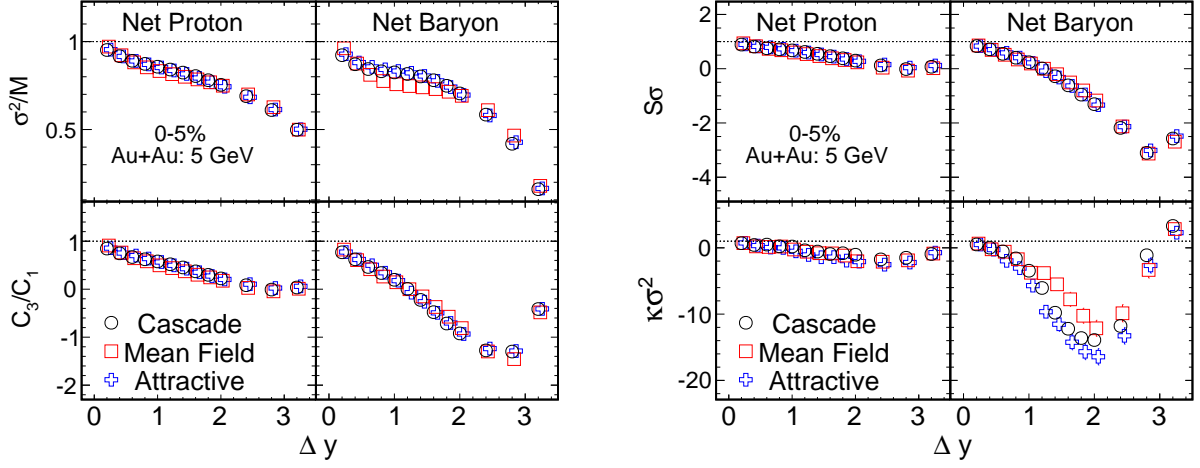 Net Proton
Net Baryon
σ²/M
1
0.5
0-5%
Au+Au: 5 GeV
C₃/C₁
1
0
-1
-2
Cascade
Mean Field
Attractive
0 1 2 3
0 1 2 3
Δ y
Net Proton
Net Baryon
Sσ
2
0
-2
-4
0-5%
Au+Au: 5 GeV
κσ²
0
-10
-20
Cascade
Mean Field
Attractive
0 1 2 3
0 1 2 3
Δ y